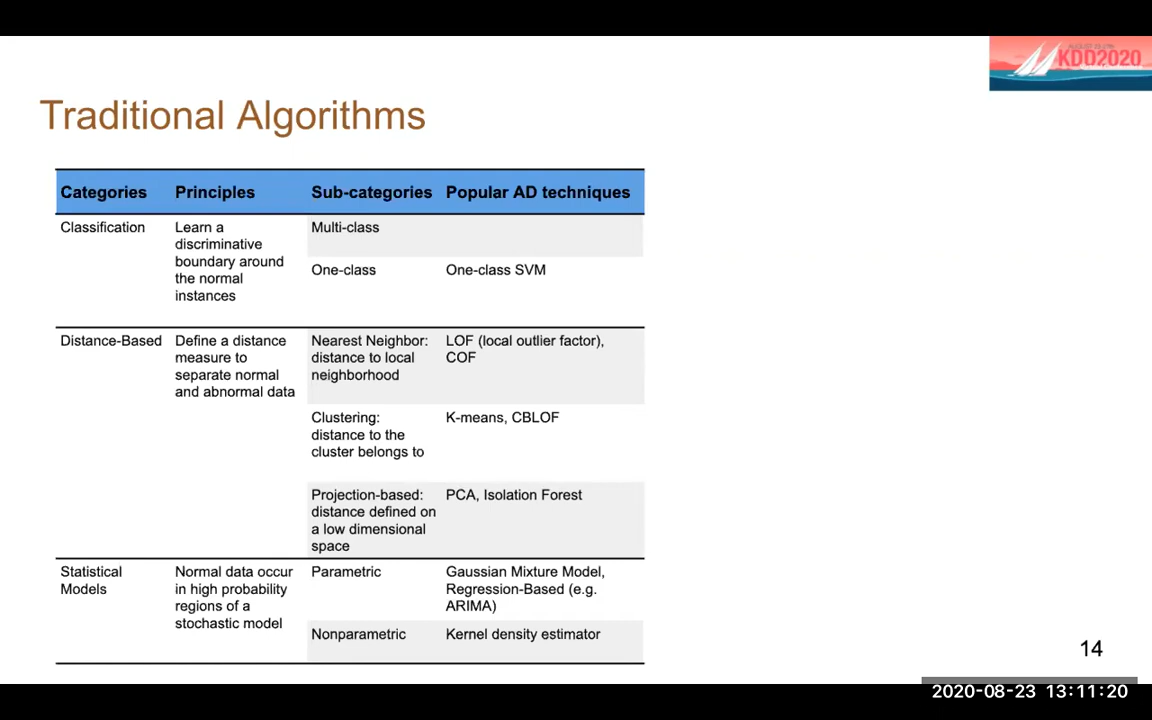 KDD2020
Traditional Algorithms
Categories Principles Sub-categories Popular AD techniques
Classification Learn a discriminative boundary around the normal instances
Multi-class
One-class One-class SVM
Distance-Based Define a distance measure to separate normal and abnormal data
Nearest Neighbor: distance to local neighborhood LOF (local outlier factor), COF
Clustering: distance to the cluster belongs to K-means, CBLOF
Projection-based: distance defined on a low dimensional space PCA, Isolation Forest
Statistical Models Normal data occur in high probability regions of a stochastic model
Parametric Gaussian Mixture Model, Regression-Based (e.g. ARIMA)
Nonparametric Kernel density estimator
14
2020-08-23 13:11:20